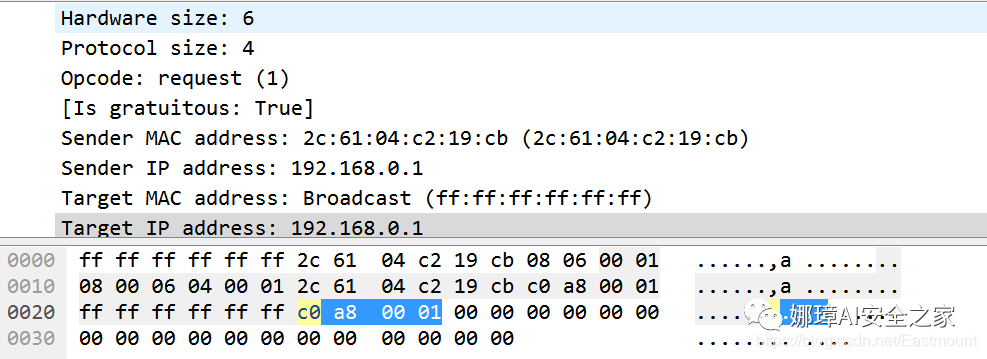 Hardware size: 6
Protocol size: 4
Opcode: request (1)
[Is gratuitous: True]
Sender MAC address: 2c:61:04:c2:19:cb (2c:61:04:c2:19:cb)
Sender IP address: 192.168.0.1
Target MAC address: Broadcast (ff:ff:ff:ff:ff:ff)
Target IP address: 192.168.0.1
0000 ff ff ff ff ff ff 2c 61 04 c2 19 cb 08 06 00 01 ......,a ........
0010 08 00 06 04 00 01 2c 61 04 c2 19 cb c0 a8 00 01 ......,a ........
0020 ff ff ff ff ff ff c0 a8 00 01 00 00 00 00 00 00
0030 00 00 00 00 00 00 00 00 00 00 00 00
娜璋AI安全之家
https://blog.csdn.net/Eastmount